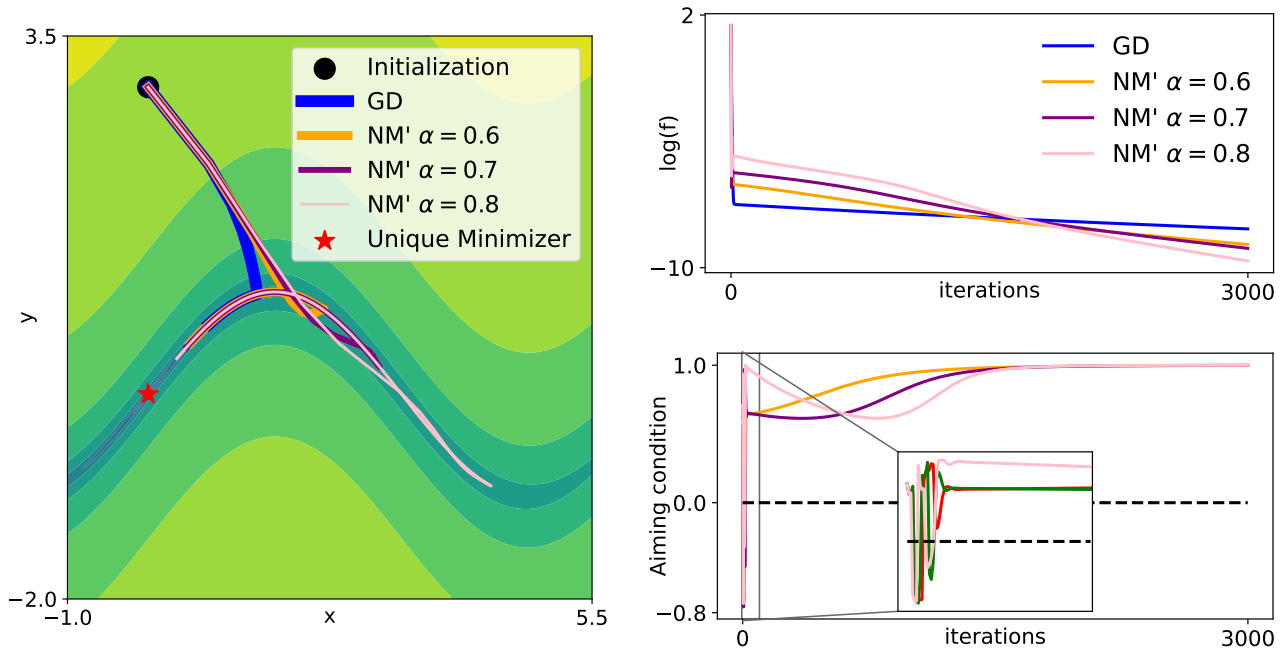 3.5
y
−2.0
−1.0
x
5.5
Initialization
GD
NM' α = 0.6
NM' α = 0.7
NM' α = 0.8
Unique Minimizer
2
log(f)
−10
0
iterations
3000
GD
NM' α = 0.6
NM' α = 0.7
NM' α = 0.8
1.0
Aiming condition
0.0
−0.8
0
iterations
3000